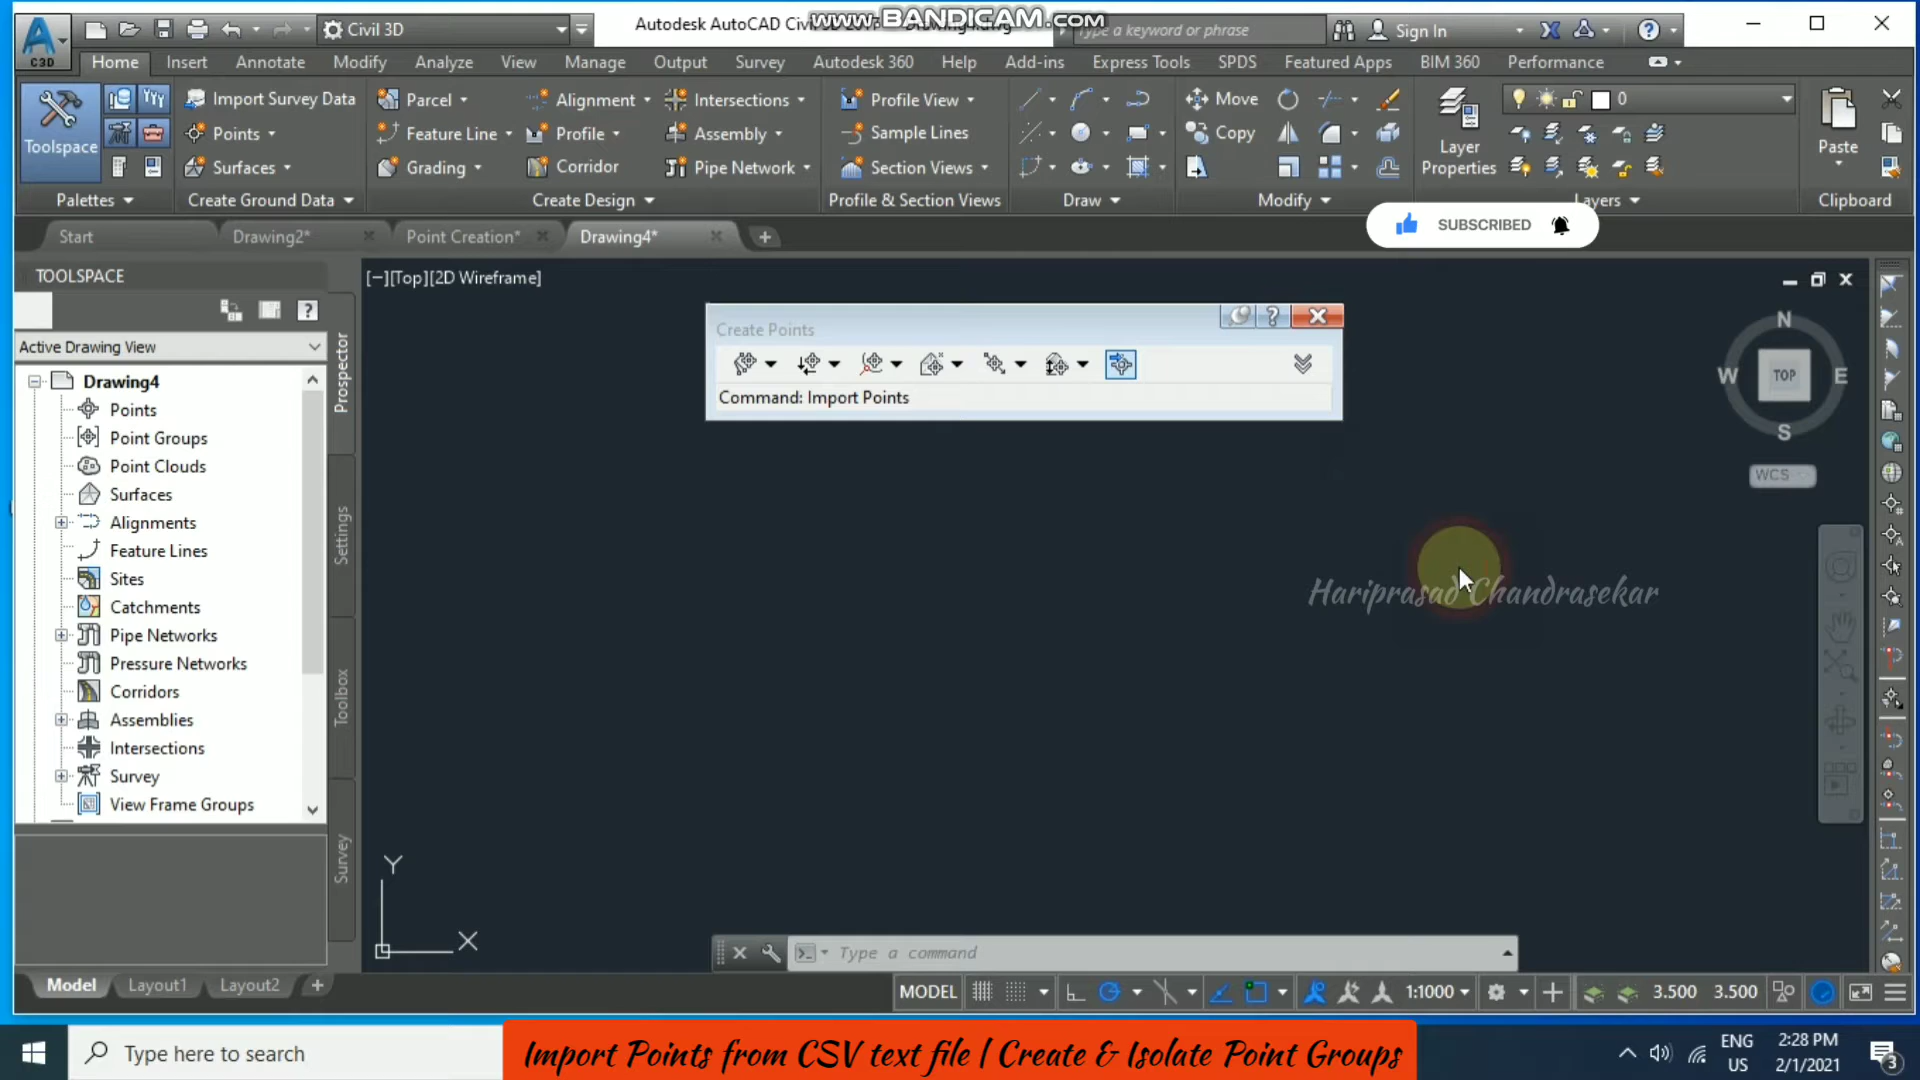 www.BANDICAM.com
C3D
Civil 3D
Autodesk AutoCAD Civil 3D
Type a keyword or phrase
Sign In
Home Insert Annotate Modify Analyze View Manage Output Survey Autodesk 360 Help Add-ins Express Tools SPDS Featured Apps BIM 360 Performance
Toolspace
Import Survey Data
Points
Surfaces
Parcel
Feature Line
Grading
Alignment
Profile
Corridor
Intersections
Assembly
Pipe Network
Profile View
Sample Lines
Section Views
Move
Copy
Layer Properties
0
Paste
Palettes
Create Ground Data
Create Design
Profile & Section Views
Draw
Modify
Layers
Clipboard
SUBSCRIBED
Start
Drawing2*
Point Creation*
Drawing4*
TOOLSPACE
[−][Top][2D Wireframe]
Active Drawing View
Drawing4
Points
Point Groups
Point Clouds
Surfaces
Alignments
Feature Lines
Sites
Catchments
Pipe Networks
Pressure Networks
Corridors
Assemblies
Intersections
Survey
View Frame Groups
Prospector
Settings
Toolbox
Survey
Create Points
Command: Import Points
N
W TOP E
S
WCS
Hariprasad Chandrasekar
Y
X
Type a command
Model Layout1 Layout2 +
MODEL
1:1000
3.500 3.500
Type here to search
Import Points from CSV text file | Create & Isolate Point Groups
ENG
US
2:28 PM
2/1/2021
3